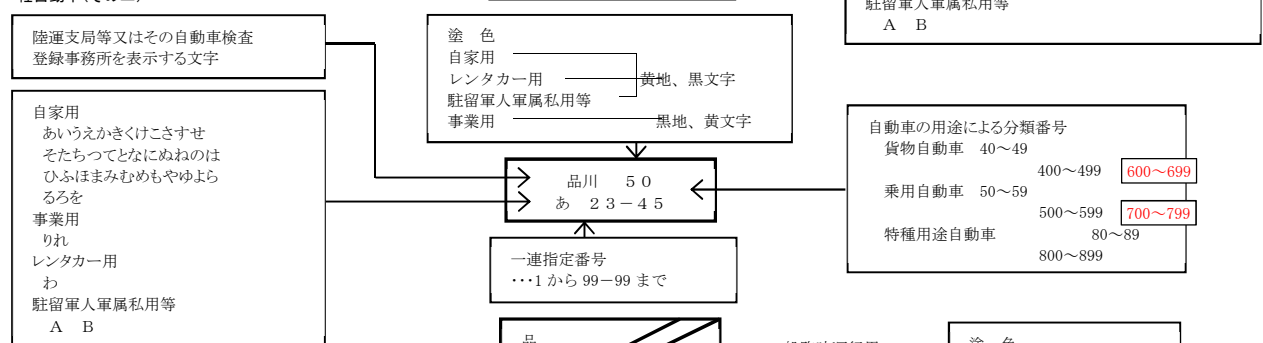 駐留軍人軍属私用等
A B
陸運支局等又はその自動車検査
登録事務所を表示する文字
自家用
あいうえかきくけこさすせ
そたちつてとなにぬねのは
ひふほまみむめもやゆよら
るろを
事業用
りれ
レンタカー用
わ
駐留軍人軍属私用等
A B
塗 色
自家用
レンタカー用 黄地、黒文字
駐留軍人軍属私用等
事業用 黒地、黄文字
品川 50
あ 23-45
一連指定番号
・・・1 から 99-99 まで
自動車の用途による分類番号
貨物自動車 40~49
400~499 600~699
乗用自動車 50~59
500~599 700~799
特種用途自動車 80~89
800~899
品
塗 色